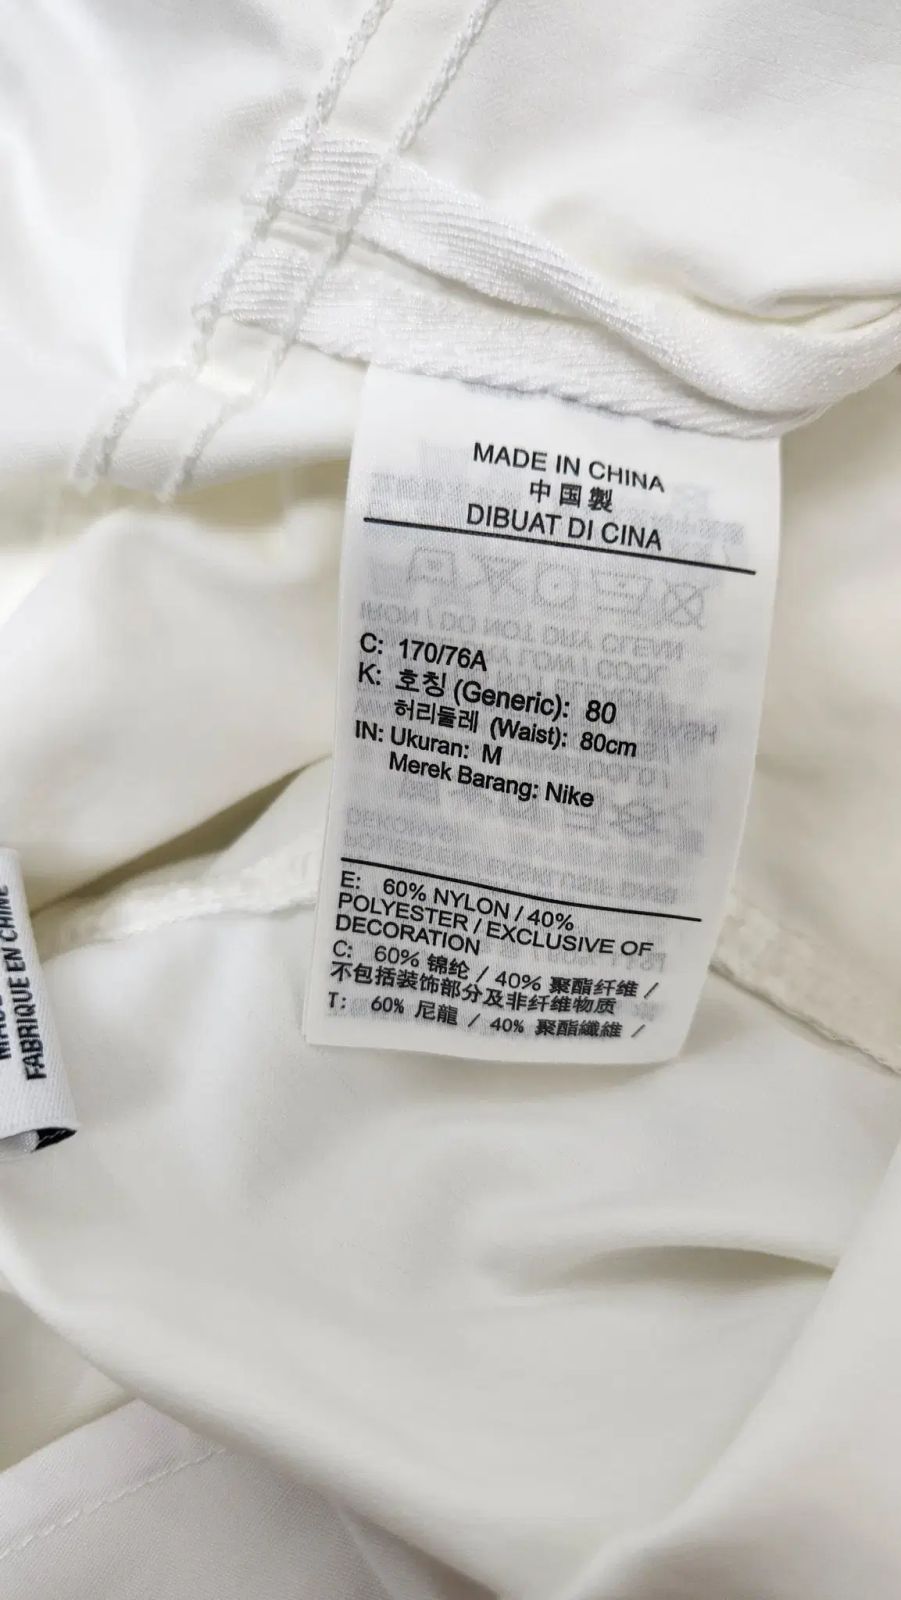 MADE IN CHINA
中国製
DIBUAT DI CINA
C: 170/76A
K: 호칭 (Generic): 80
허리둘레 (Waist): 80cm
IN: Ukuran: M
Merek Barang: Nike
E: 60% NYLON / 40%
POLYESTER / EXCLUSIVE OF
DECORATION
C: 60% 锦纶 / 40% 聚酯纤维 /
不包括装饰部分及非纤维物质
T: 60% 尼龍 / 40% 聚酯纖維 /
FABRIQUÉ EN CHINE